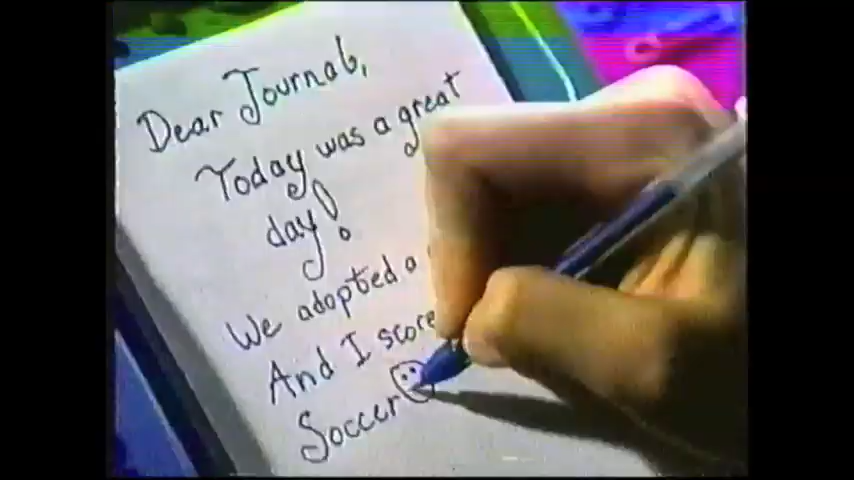 Dear Journal,
Today was a great
day!
We adopted a
And I score
Soccer